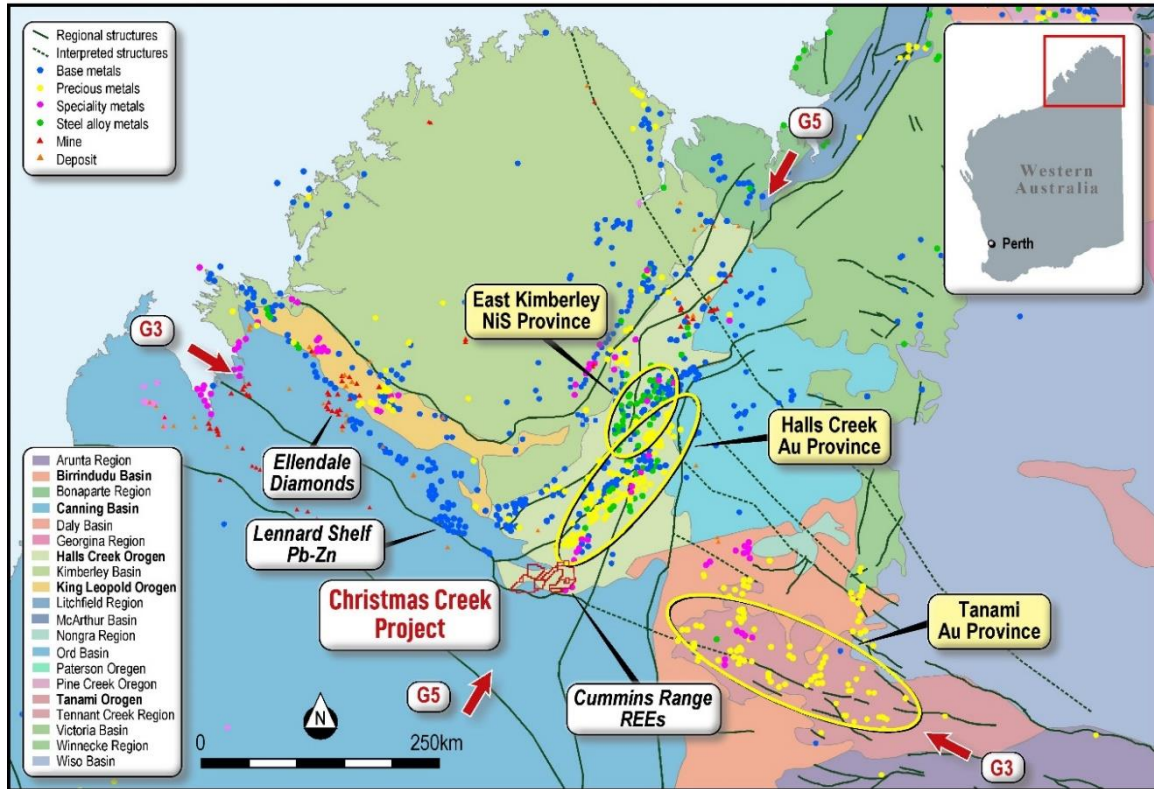 Regional structures
Interpreted structures
Base metals
Precious metals
Speciality metals
Steel alloy metals
Mine
Deposit
G5
Western
Australia
Perth
East Kimberley
NiS Province
G3
Halls Creek
Au Province
Ellendale
Diamonds
Lennard Shelf
Pb-Zn
Christmas Creek
Project
Tanami
Au Province
Cummins Range
REEs
G5
G3
N
0
250km
Arunta Region
Birrindudu Basin
Bonaparte Region
Canning Basin
Daly Basin
Georgina Region
Halls Creek Orogen
Kimberley Basin
King Leopold Orogen
Litchfield Region
McArthur Basin
Nongra Region
Ord Basin
Paterson Oregen
Pine Creek Oregon
Tanami Orogen
Tennant Creek Region
Victoria Basin
Winnecke Region
Wiso Basin